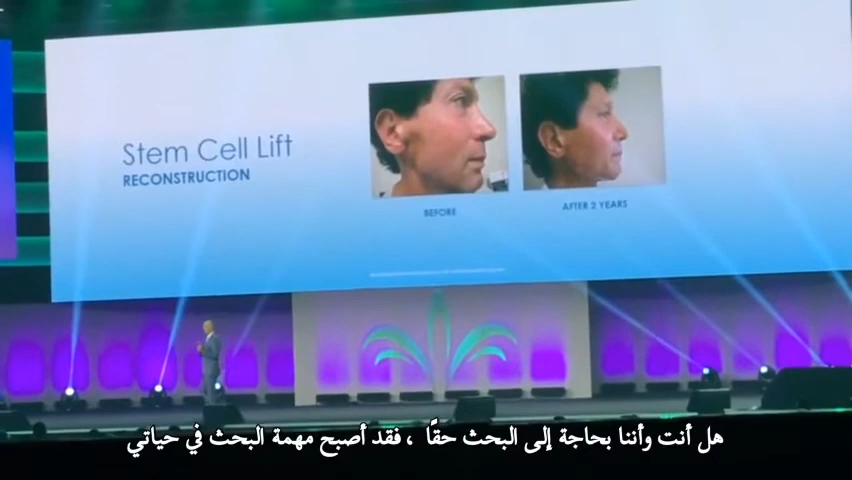 Stem Cell Lift
RECONSTRUCTION
BEFORE
AFTER 2 YEARS
هل أنت وأننا بحاجة إلى البحث حقًا ، فقد أصبح مهمة البحث في حياتي